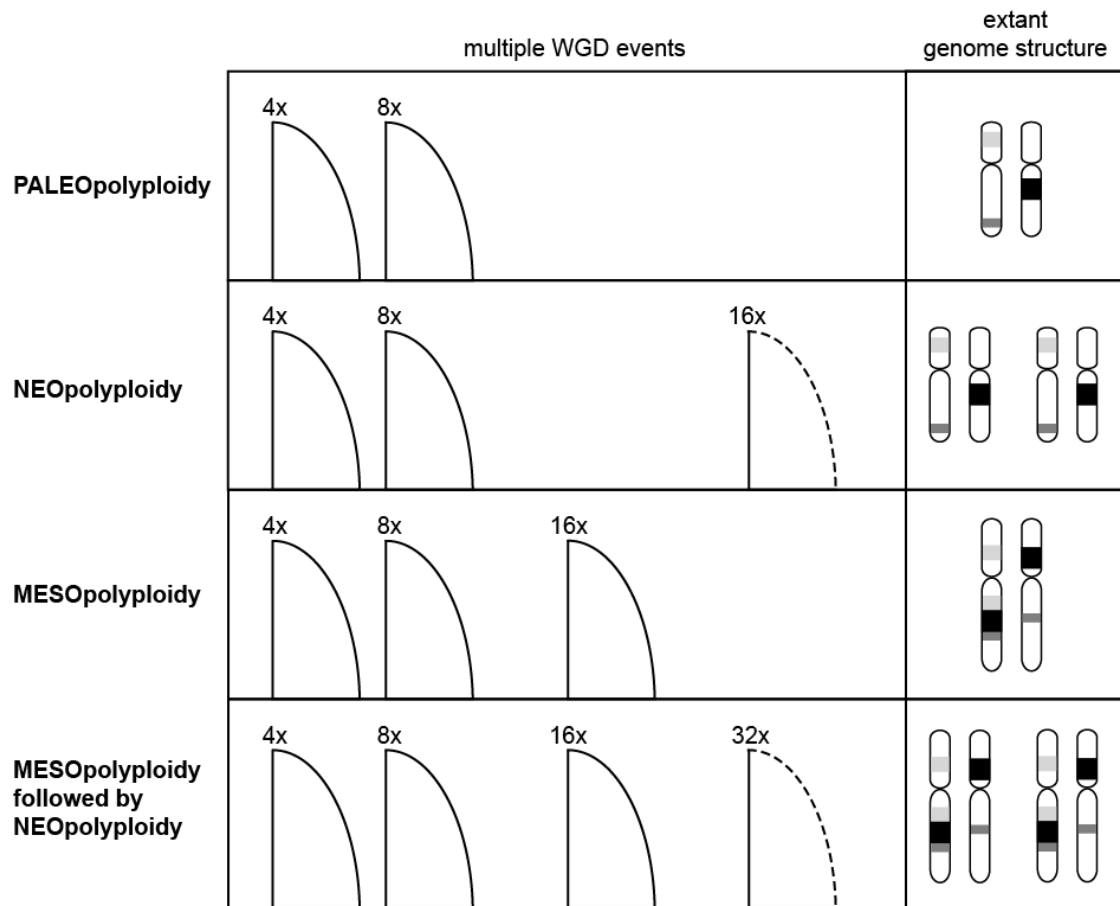 multiple WGD events
extant
genome structure
PALEOpolyploidy
4x
8x
NEOpolyploidy
4x
8x
16x
MESOpolyploidy
4x
8x
16x
MESOpolyploidy
followed by
NEOpolyploidy
4x
8x
16x
32x